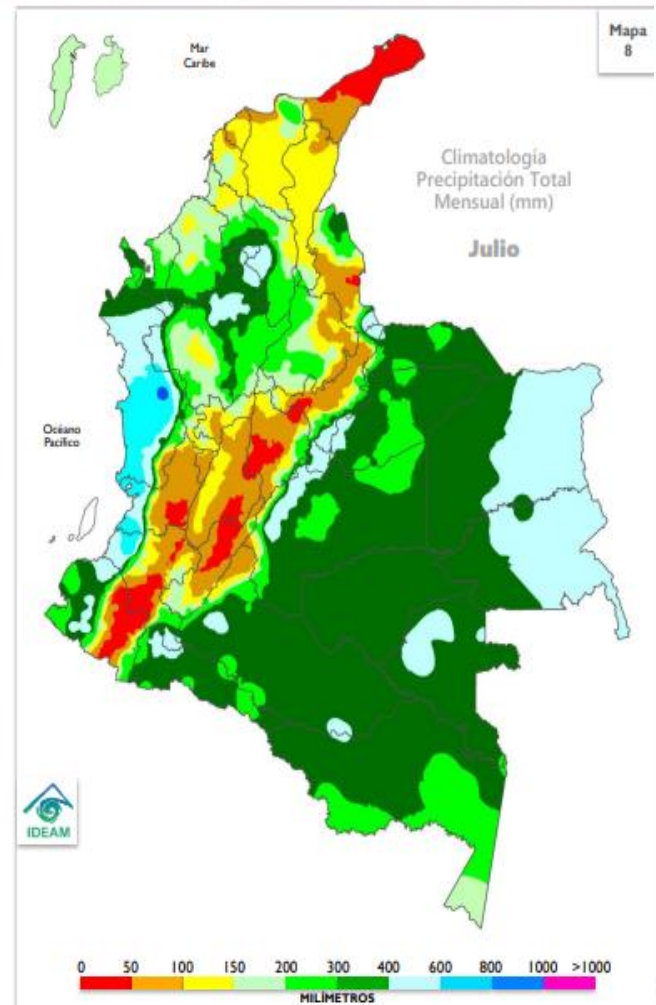 Mapa
8
Mar
Caribe
Climatología
Precipitación Total
Mensual (mm)
Julio
Océano
Pacífico
IDEAM
0 50 100 150 200 300 400 600 800 1000 >1000
MILÍMETROS